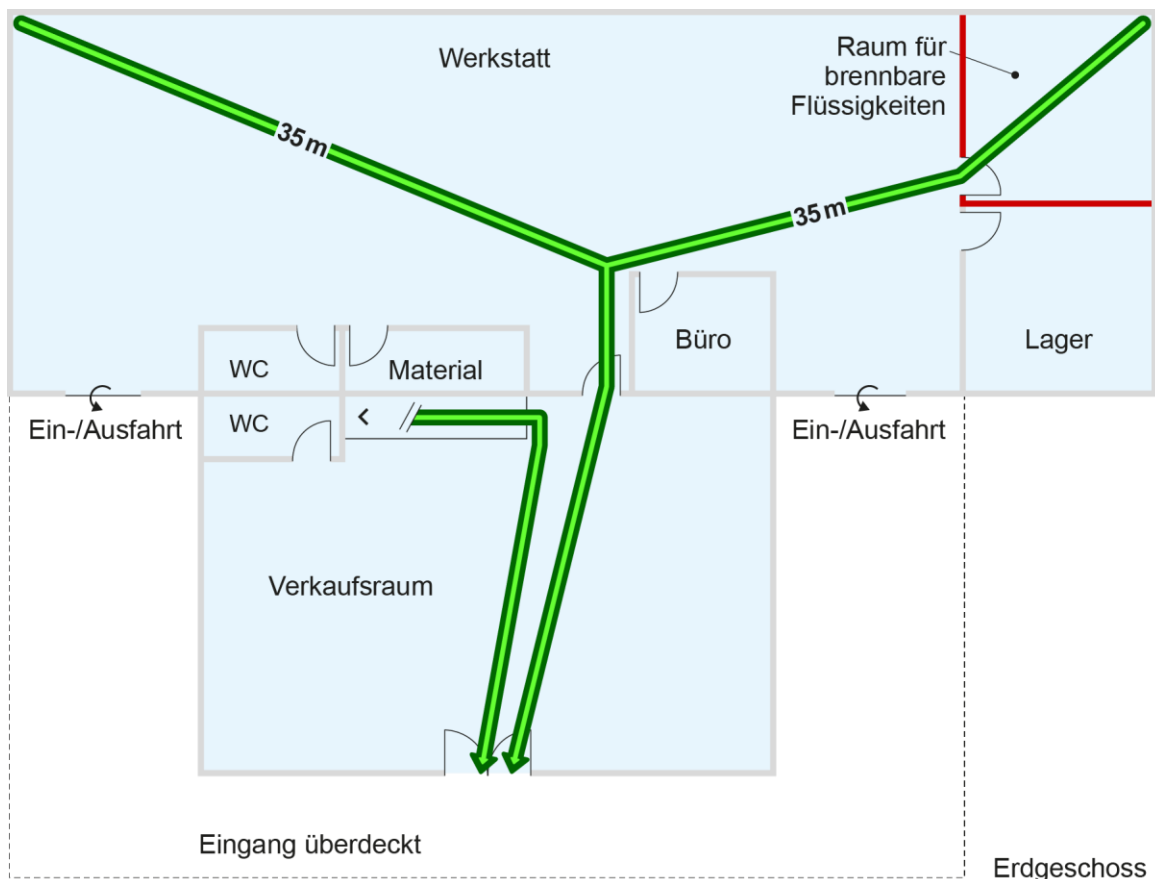 Werkstatt
Raum für
brennbare
Flüssigkeiten
35 m
35 m
Büro
Lager
WC
Material
WC
Ein-/Ausfahrt
Ein-/Ausfahrt
Verkaufsraum
Eingang überdeckt
Erdgeschoss